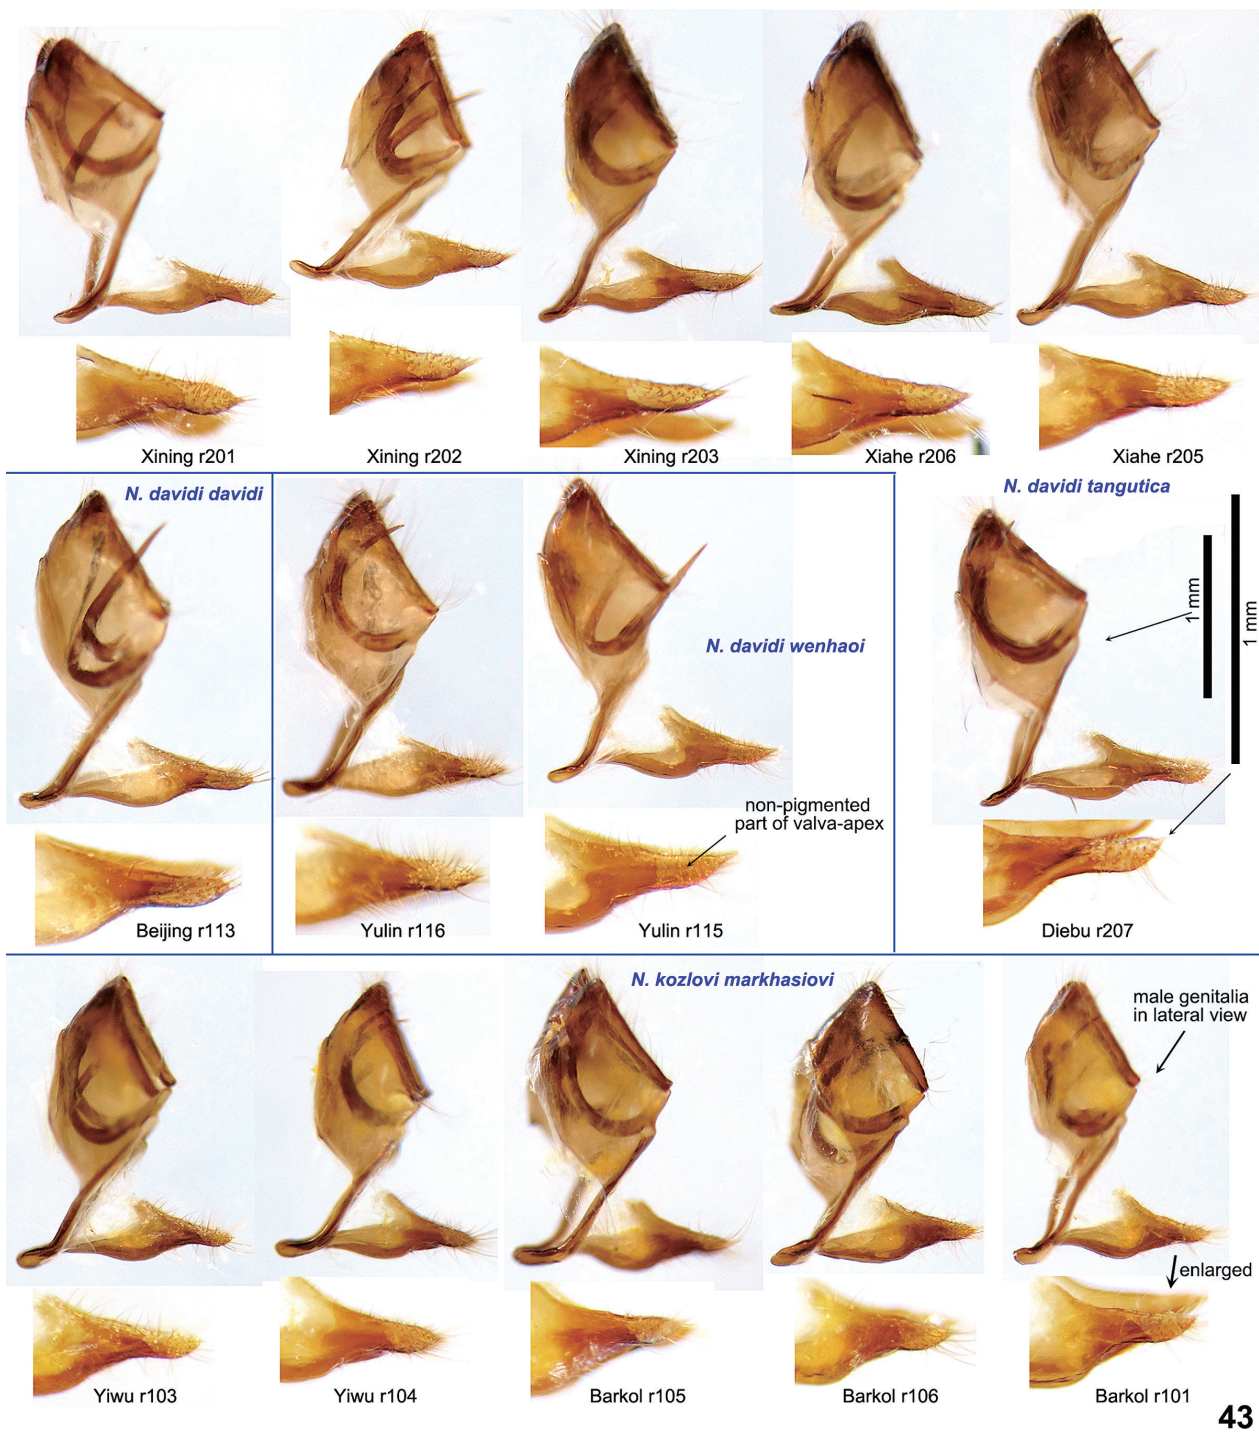 Xining r201
Xining r202
Xining r203
Xiahe r206
Xiahe r205
N. davidi davidi
N. davidi tangutica
1 mm
1 mm
N. davidi wenhaoi
non-pigmented
part of valva-apex
Beijing r113
Yulin r116
Yulin r115
Diebu r207
N. kozlovi markhasiovi
male genitalia
in lateral view
enlarged
Yiwu r103
Yiwu r104
Barkol r105
Barkol r106
Barkol r101
43